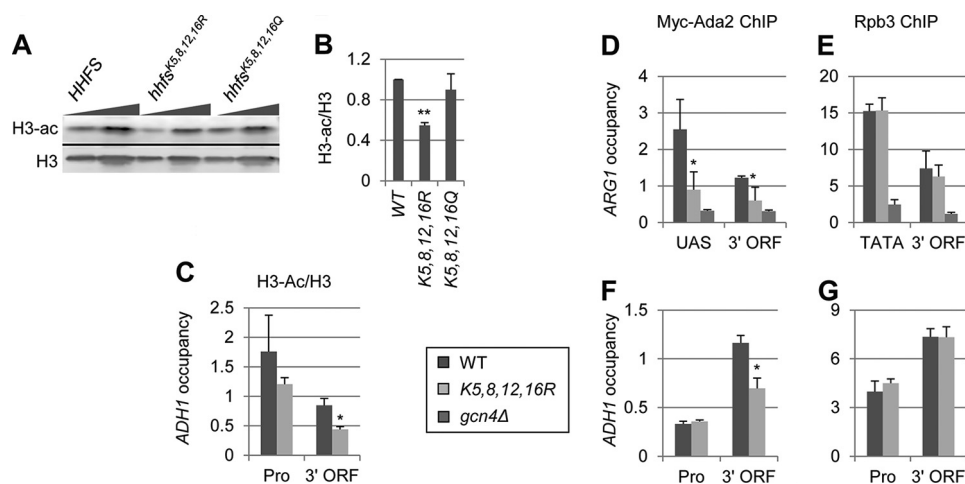 Myc-Ada2 ChIP
Rpb3 ChIP
A
HHFS
hhfsK5,8,12,16R
hhfsK5,8,12,16Q
H3-ac
H3
B
H3-ac/H3
1.2
0.8
0.4
0
**
WT
K5,8,12,16R
K5,8,12,16Q
C
H3-Ac/H3
ADH1 occupancy
2.5
2
1.5
1
0.5
0
*
Pro
3' ORF
WT
K5,8,12,16R
gcn4Δ
D
ARG1 occupancy
4
3
2
1
0
*
*
UAS
3' ORF
E
20
15
10
5
0
TATA
3' ORF
F
ADH1 occupancy
1.5
1
0.5
0
*
Pro
3' ORF
G
9
6
3
0
Pro
3' ORF